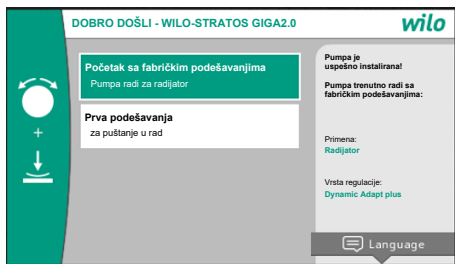 DOBRO DOŠLI - WILO-STRATOS GIGA2.0
wilo
Početak sa fabričkim podešavanjima
Pumpa radi za radijator
Prva podešavanja
za puštanje u rad
+
Pumpa je
uspešno instalirana!
Pumpa trenutno radi sa
fabričkim podešavanjima:
Primena:
Radijator
Vrsta regulacije:
Dynamic Adapt plus
Language